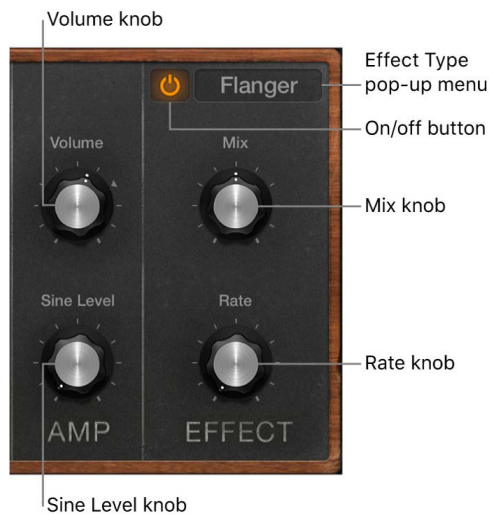 Volume knob
Effect Type
pop-up menu
Flanger
On/off button
Volume
Mix
Mix knob
Sine Level
Rate
Rate knob
AMP
EFFECT
Sine Level knob